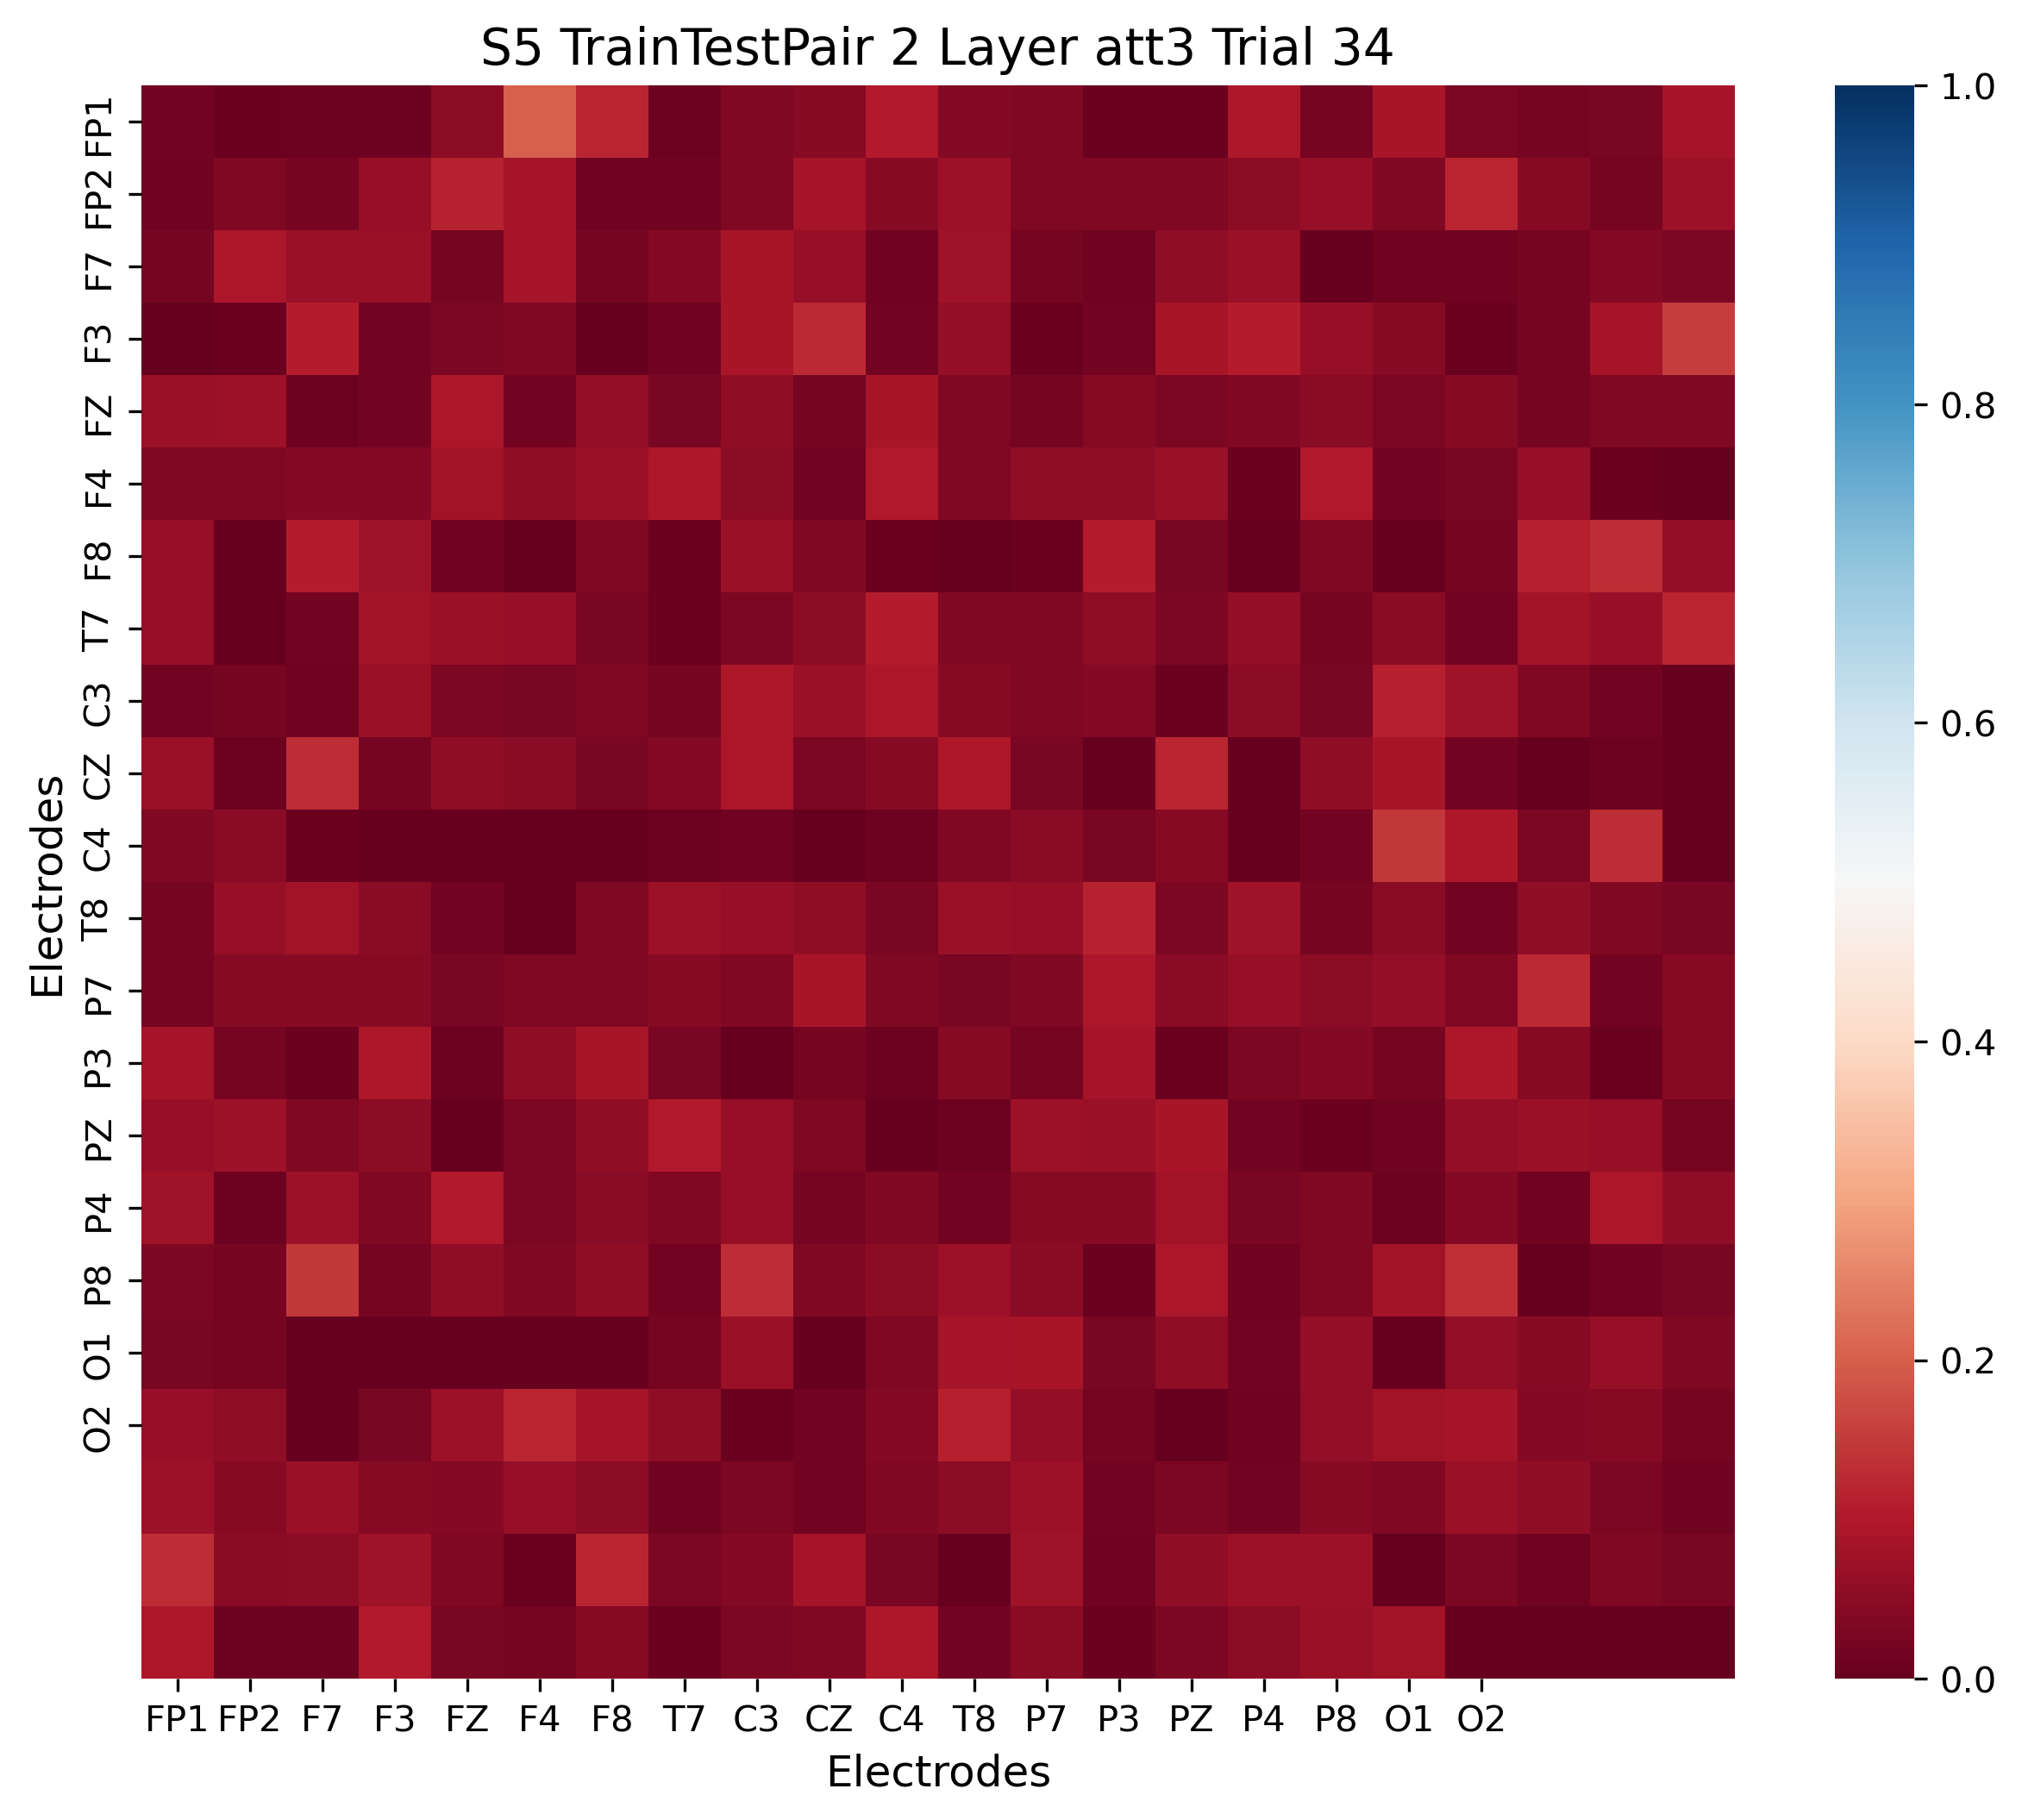 S5 TrainTestPair 2 Layer att3 Trial 34
Electrodes
FP1
FP2
F7
F3
FZ
F4
F8
T7
C3
CZ
C4
T8
P7
P3
PZ
P4
P8
O1
O2
FP1 FP2 F7 F3 FZ F4 F8 T7 C3 CZ C4 T8 P7 P3 PZ P4 P8 O1 O2
Electrodes
1.0
0.8
0.6
0.4
0.2
0.0